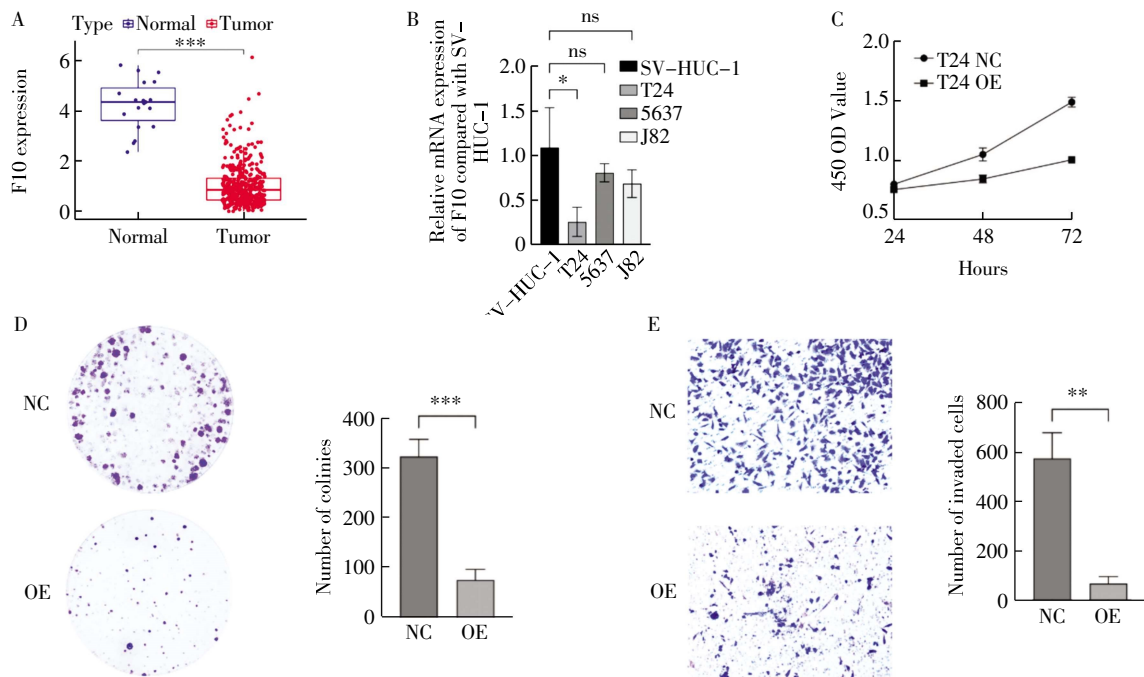 A
Type Normal Tumor
***
F10 expression
6
4
2
0
Normal Tumor
B
ns
ns
*
Relative mRNA expression
of F10 compared with SV-
HUC-1
2.0
1.5
1.0
0.5
0
SV-HUC-1
T24
5637
J82
T24
5637
J82
C
T24 NC
T24 OE
450 OD Value
2.0
1.5
1.0
0.5
24 48 72
Hours
D
NC
OE
***
Number of colinies
400
300
200
100
0
NC OE
E
NC
OE
**
Number of invaded cells
800
600
400
200
0
NC OE